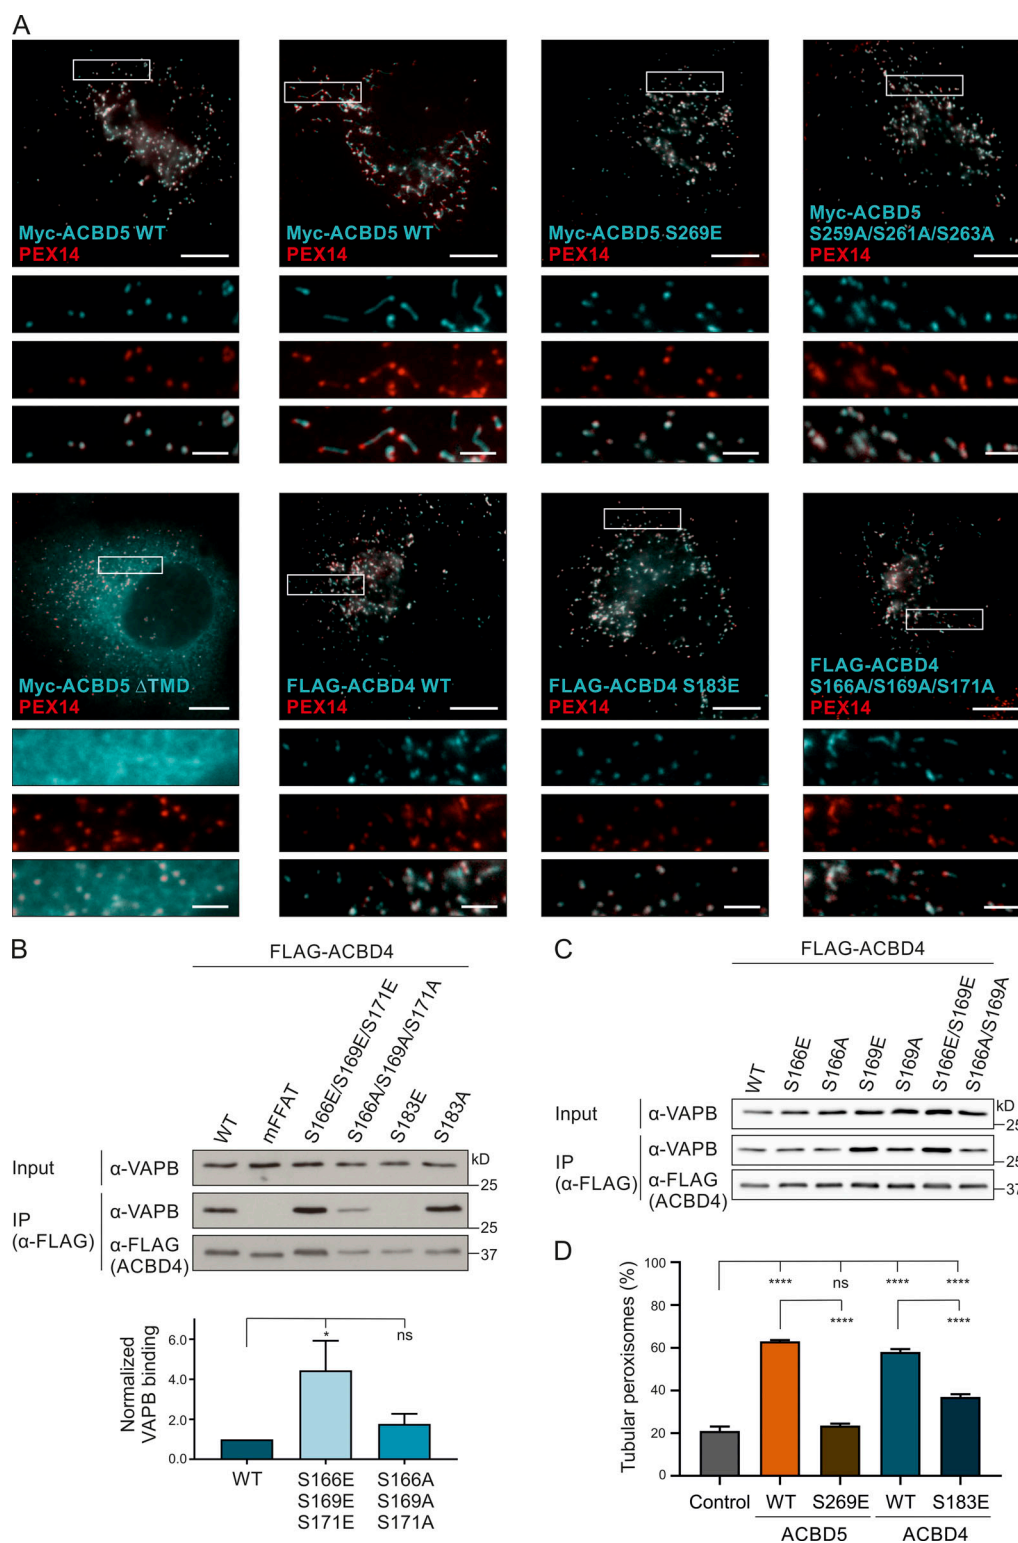 A
Myc-ACBD5 WT
PEX14
Myc-ACBD5 WT
PEX14
Myc-ACBD5 S269E
PEX14
Myc-ACBD5
S259A/S261A/S263A
PEX14
Myc-ACBD5 ΔTMD
PEX14
FLAG-ACBD4 WT
PEX14
FLAG-ACBD4 S183E
PEX14
FLAG-ACBD4
S166A/S169A/S171A
PEX14
B
FLAG-ACBD4
WT
mFFAT
S166E/S169E/S171E
S166A/S169A/S171A
S183E
S183A
Input
α-VAPB
kD
25
IP
(α-FLAG)
α-VAPB
25
α-FLAG
(ACBD4)
37
Normalized
VAPB binding
6.0
4.0
2.0
0.0
*
ns
WT
S166E
S169E
S171E
S166A
S169A
S171A
C
FLAG-ACBD4
WT
S166E
S166A
S169E
S169A
S166E/S169E
S166A/S169A
Input
α-VAPB
kD
25
IP
(α-FLAG)
α-VAPB
25
α-FLAG
(ACBD4)
37
D
Tubular peroxisomes (%)
100
80
60
40
20
0
**** ns **** ****
**** ****
Control WT S269E WT S183E
ACBD5 ACBD4